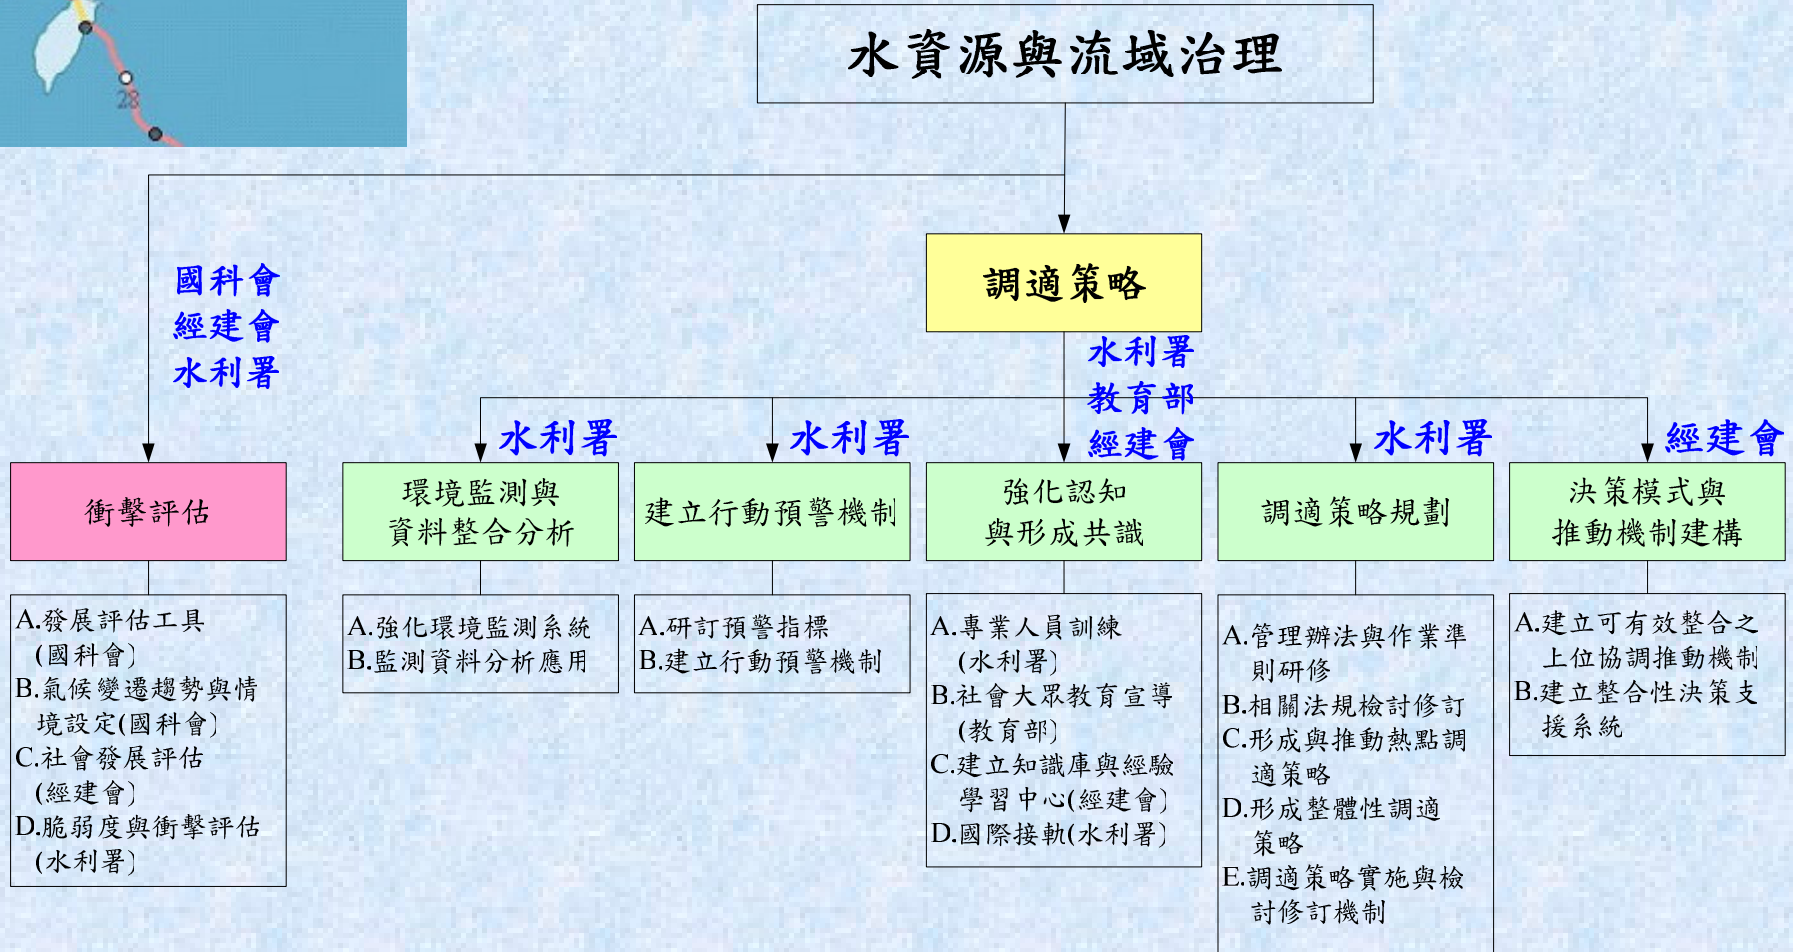 28
水資源與流域治理
調適策略
國科會
經建會
水利署
水利署
教育部
經建會
水利署
水利署
水利署
經建會
衝擊評估
A.發展評估工具
(國科會)
B.氣候變遷趨勢與情
境設定(國科會)
C.社會發展評估
(經建會)
D.脆弱度與衝擊評估
(水利署)
環境監測與
資料整合分析
A.強化環境監測系統
B.監測資料分析應用
建立行動預警機制
A.研訂預警指標
B.建立行動預警機制
強化認知
與形成共識
A.專業人員訓練
(水利署)
B.社會大眾教育宣導
(教育部)
C.建立知識庫與經驗
學習中心(經建會)
D.國際接軌(水利署)
調適策略規劃
A.管理辦法與作業準
則研修
B.相關法規檢討修訂
C.形成與推動熱點調
適策略
D.形成整體性調適
策略
E.調適策略實施與檢
討修訂機制
決策模式與
推動機制建構
A.建立可有效整合之
上位協調推動機制
B.建立整合性決策支
援系統